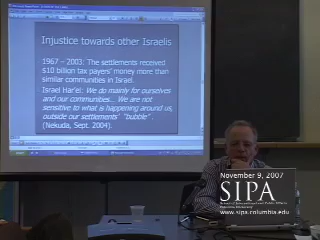 Injustice towards other Israelis
1967 – 2003: The settlements received
$10 billion tax payers' money more than
similar communities in Israel.
Israel Har'el: We do mainly for ourselves
and our communities... We are not
sensitive to what is happening around us,
outside our settlements' "bubble".
(Nekuda, Sept. 2004).
November 9, 2007
SIPA
www.sipa.columbia.edu